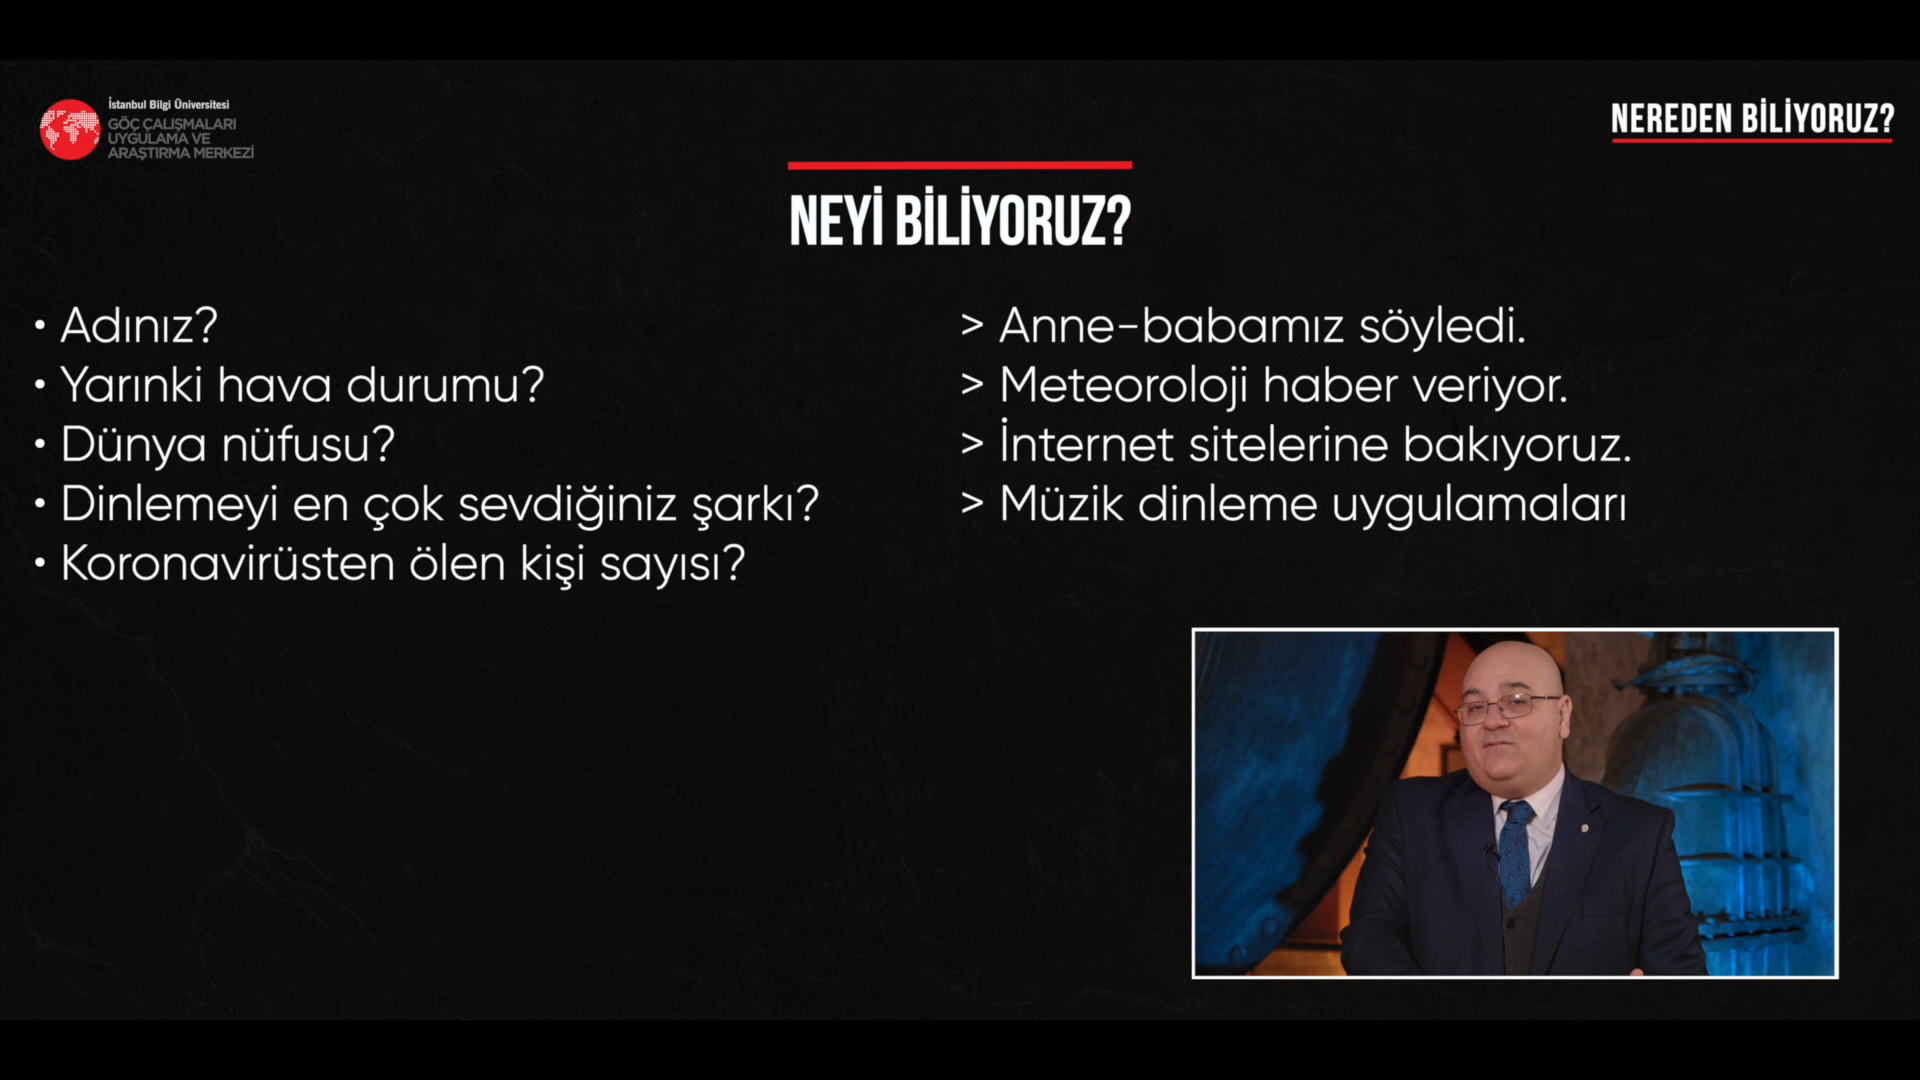 İstanbul Bilgi Üniversitesi
GÖÇ ÇALIŞMALARI
UYGULAMA VE
ARAŞTIRMA MERKEZİ
NEREDEN BİLİYORUZ?
NEYİ BİLİYORUZ?
• Adınız?
• Yarınki hava durumu?
• Dünya nüfusu?
• Dinlemeyi en çok sevdiğiniz şarkı?
• Koronavirüsten ölen kişi sayısı?
> Anne-babamız söyledi.
> Meteoroloji haber veriyor.
> İnternet sitelerine bakıyoruz.
> Müzik dinleme uygulamaları